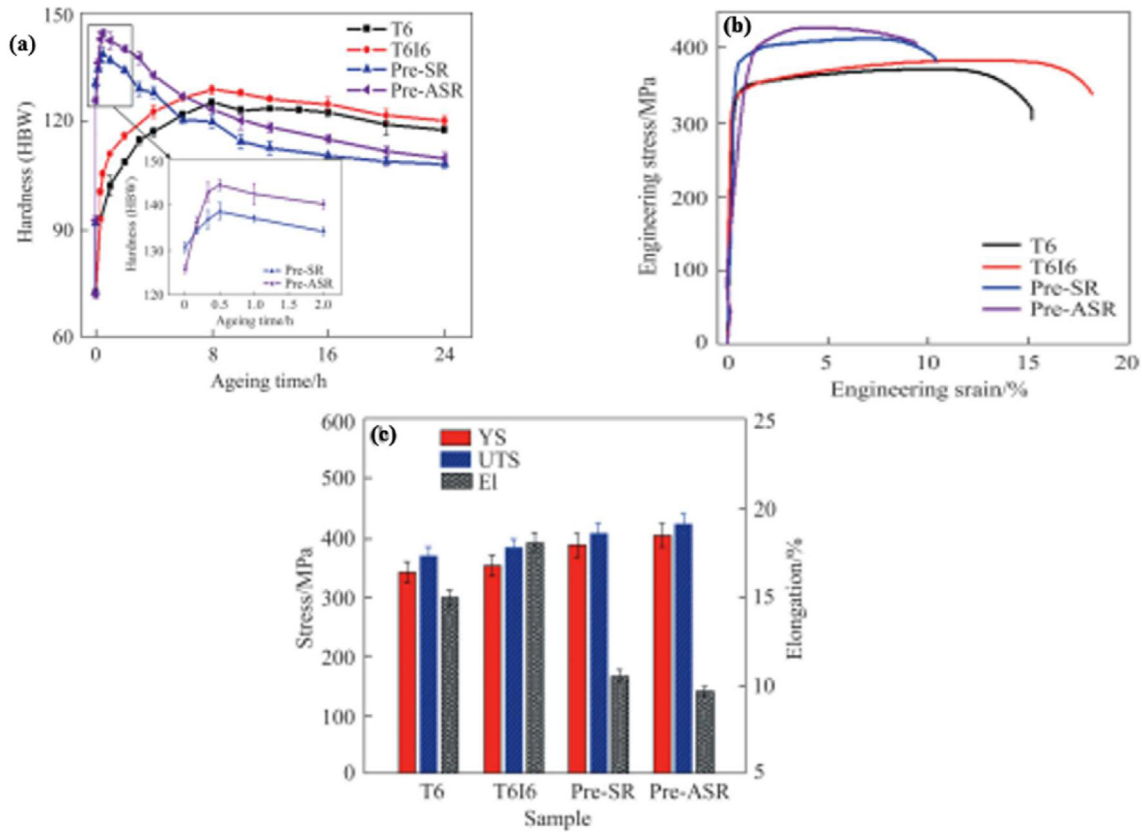 (a)
150
120
90
60
Hardness (HBW)
T6
T6I6
Pre-SR
Pre-ASR
150
140
130
120
Hardness (HBW)
Pre-SR
Pre-ASR
0 0.5 1.0 1.5 2.0
Ageing time/h
0 8 16 24
Ageing time/h
(b)
400
300
400
300
100
0
Engineering stress/MPa
T6
T6I6
Pre-SR
Pre-ASR
0 5 10 15 20
Engineering srain/%
(c)
600
500
400
300
200
100
0
Stress/MPa
YS
UTS
El
25
20
15
10
5
Elongation/%
T6 T6I6 Pre-SR Pre-ASR
Sample